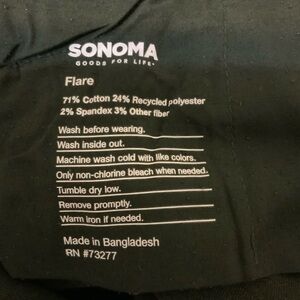 SONOMA
GOODS FOR LIFE
Flare
71% Cotton 24% Recycled polyester
2% Spandex 3% Other fiber
Wash before wearing.
Wash inside out.
Machine wash cold with like colors.
Only non-chlorine bleach when needed.
Tumble dry low.
Remove promptly.
Warm iron if needed.
Made in Bangladesh
RN #73277